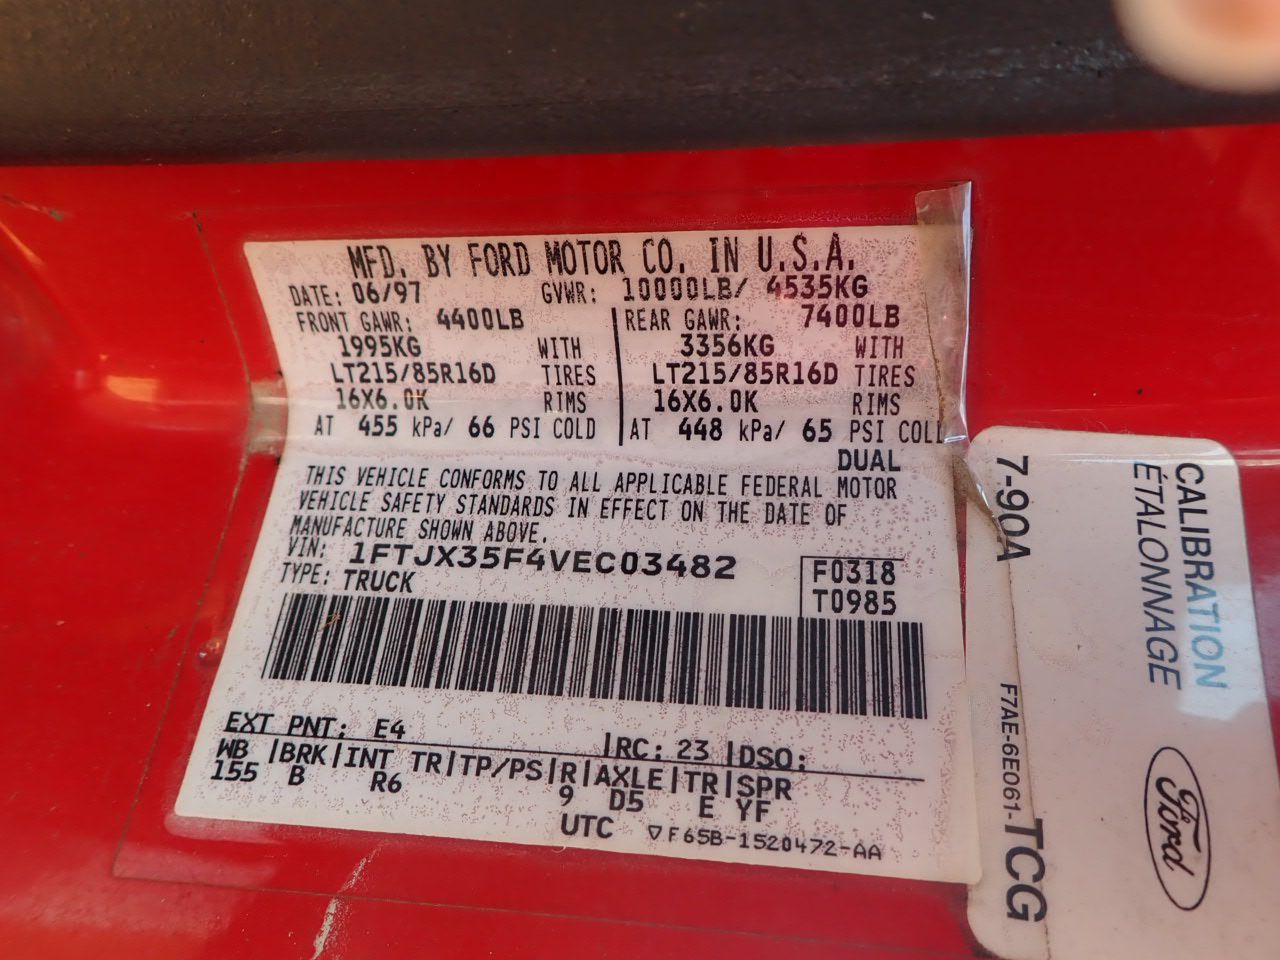 MFD. BY FORD MOTOR CO. IN U.S.A.
DATE: 06/97 GVWR: 10000LB/ 4535KG
FRONT GAWR: 4400LB REAR GAWR: 7400LB
1995KG WITH 3356KG WITH
LT215/85R16D TIRES LT215/85R16D TIRES
16X6.0K RIMS 16X6.0K RIMS
AT 455 kPa/ 66 PSI COLD AT 448 kPa/ 65 PSI COLD
DUAL
THIS VEHICLE CONFORMS TO ALL APPLICABLE FEDERAL MOTOR
VEHICLE SAFETY STANDARDS IN EFFECT ON THE DATE OF
MANUFACTURE SHOWN ABOVE.
VIN: 1FTJX35F4VEC03482 F0318
TYPE: TRUCK T0985
EXT PNT: E4 RC: 23 DSO:
WB |BRK|INT TR|TP/PS|R|AXLE|TR|SPR
155 B R6 9 D5 E YF
UTC ▽F65B-1520472-AA
CALIBRATION
ÉTALONNAGE
7-90A
F7AE-6E061-TCG
Ford